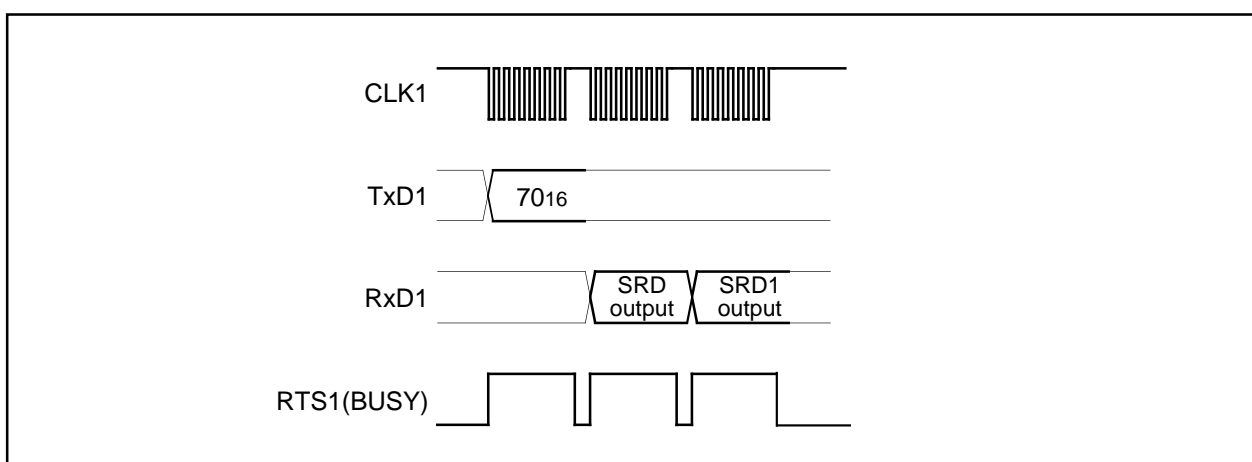 CLK1
TxD1
7016
RxD1
SRD
output
SRD1
output
RTS1(BUSY)